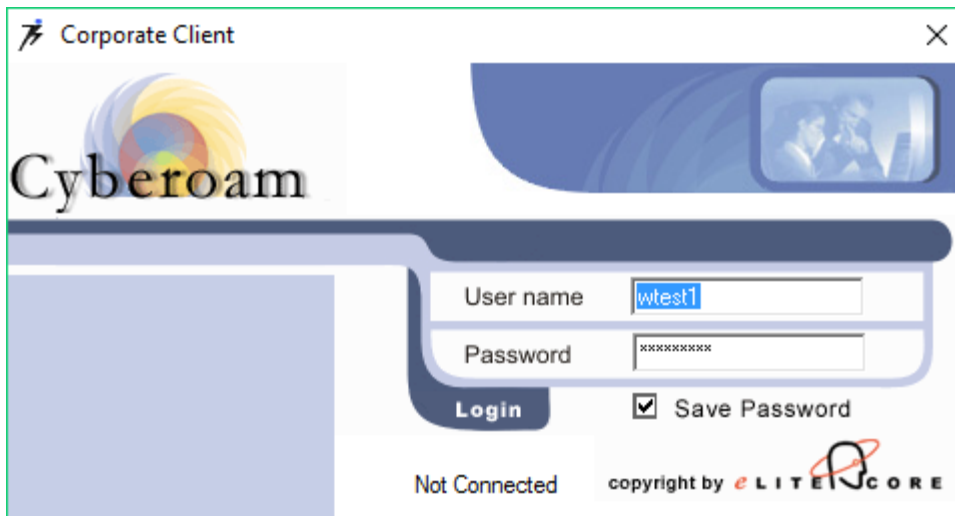 Corporate Client
Cyberoam
User name
wtest1
Password
*********
Login
Save Password
Not Connected
copyright by eLITECORE